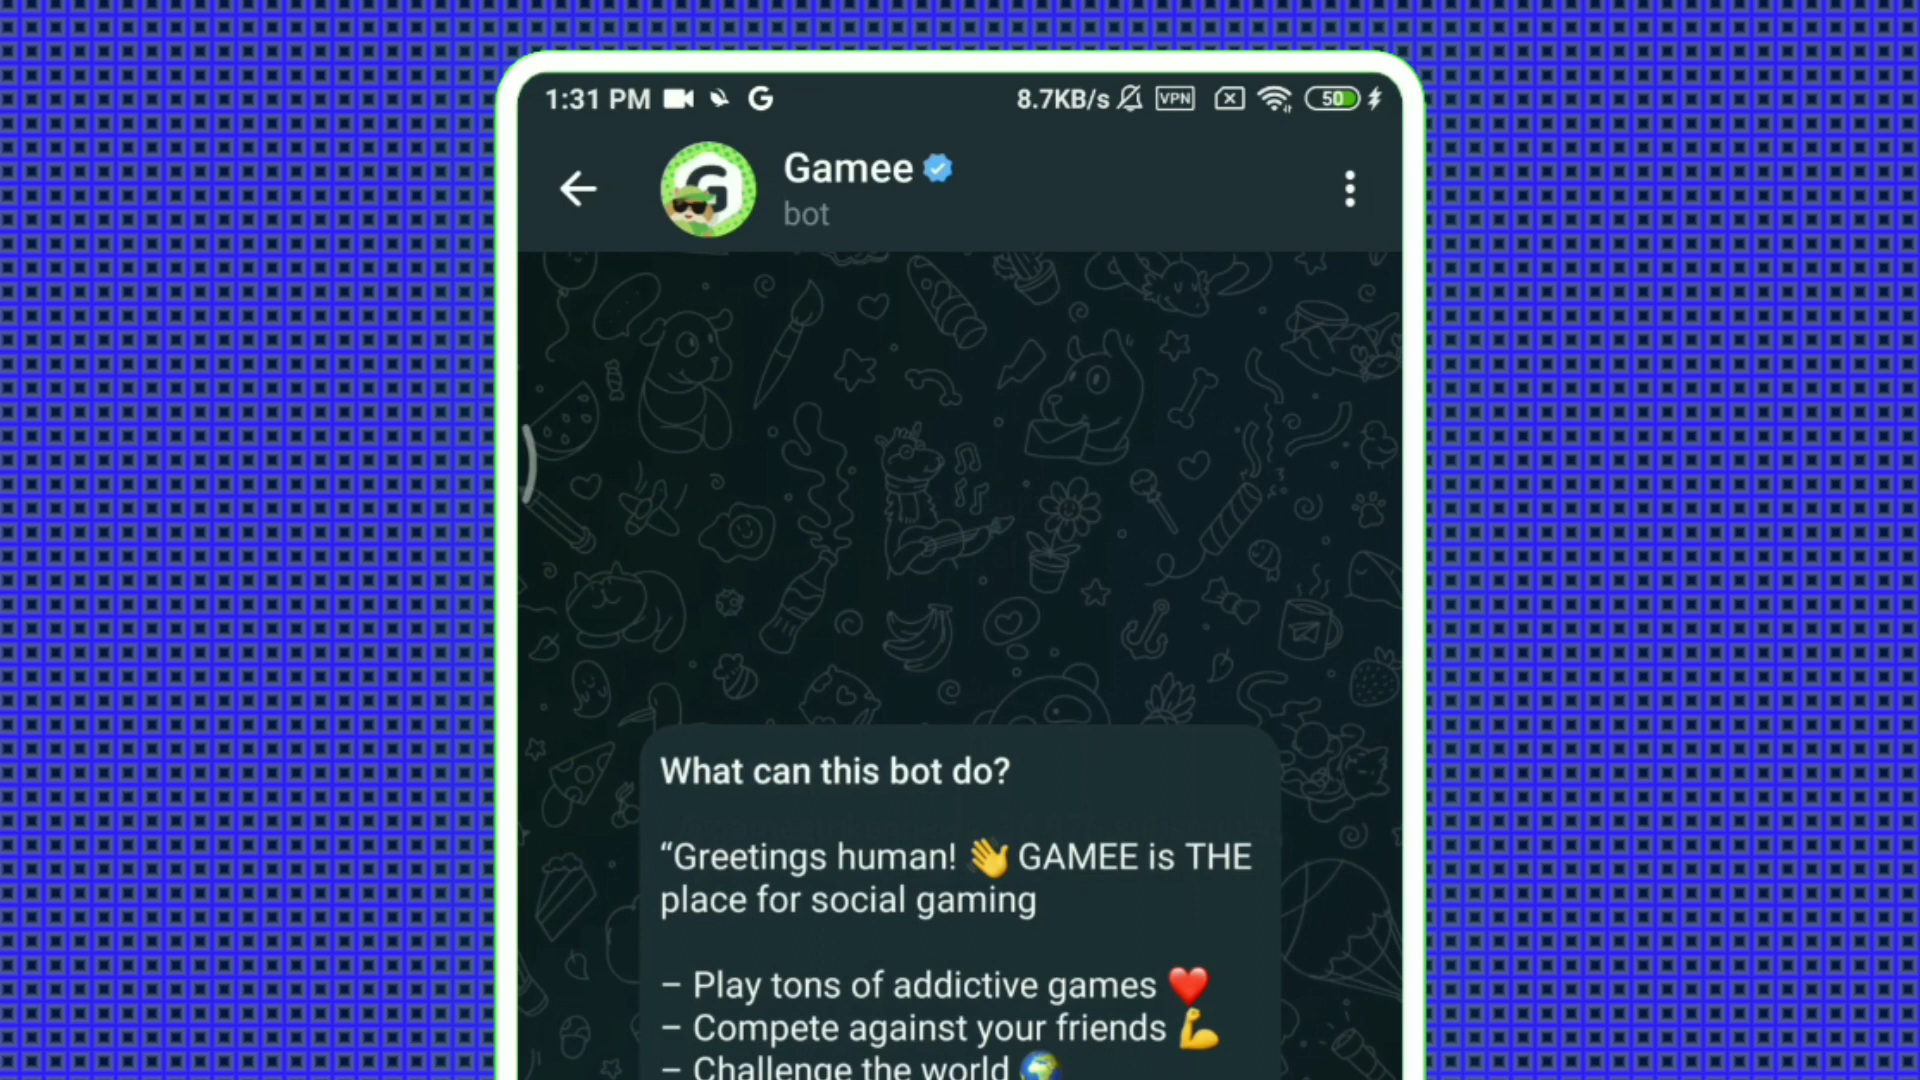 1:31 PM G 8.7KB/s VPN 50
Gamee
bot
What can this bot do?
“Greetings human! 👋 GAMEE is THE
place for social gaming
– Play tons of addictive games ❤️
– Compete against your friends 💪
– Challenge the world 🌍